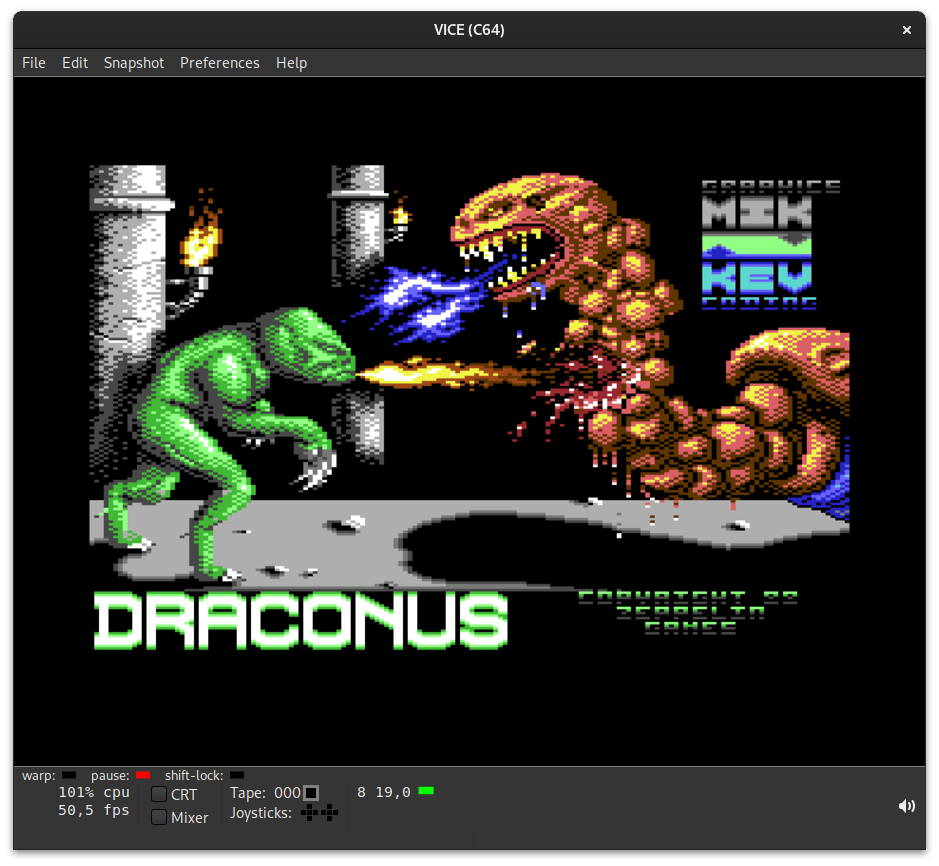 VICE (C64)
File Edit Snapshot Preferences Help
GRAPHICS
MIK
KEV
DRACONUS
COPYRIGHT 88
ZEPPELIN
GAMES
warp: pause: shift-lock:
101% cpu
50,5 fps
CRT
Mixer
Tape: 000
Joysticks:
8 19,0